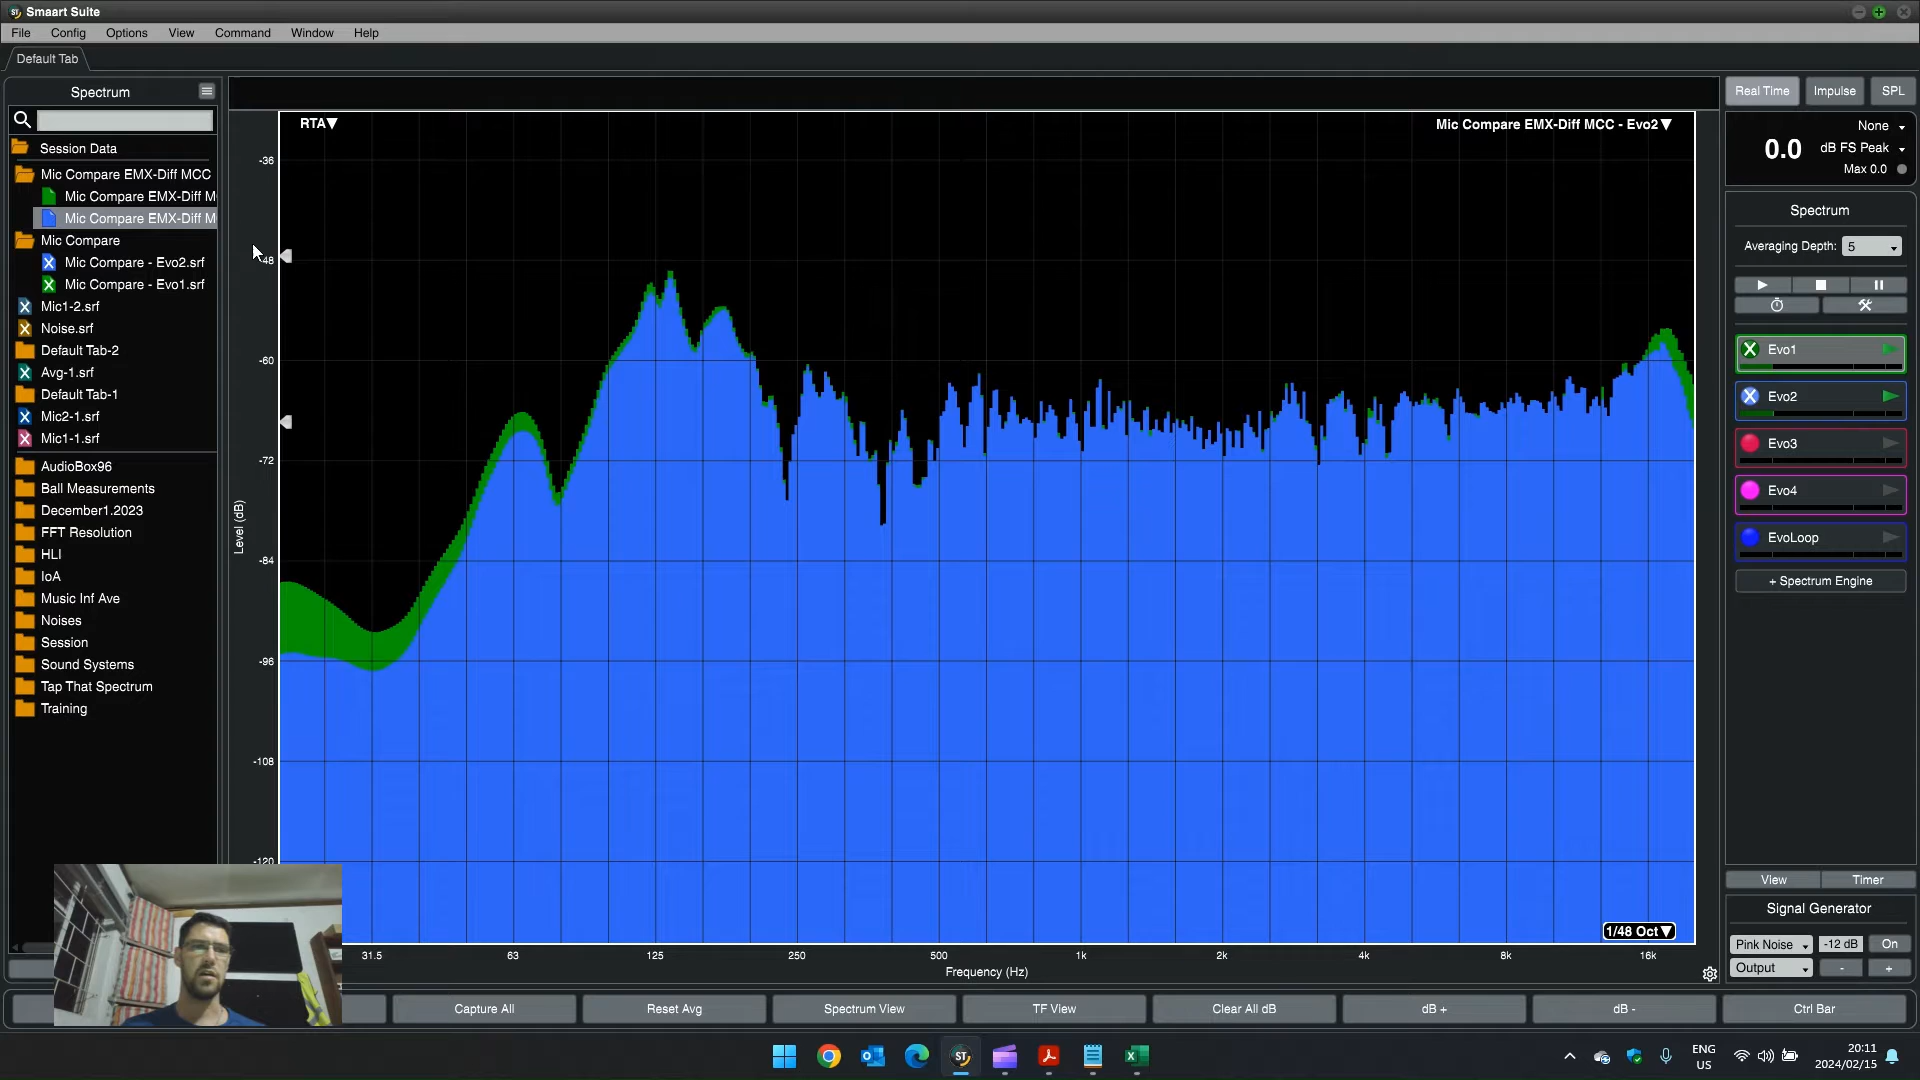 Smaart Suite
File Config Options View Command Window Help
Default Tab
Spectrum
Session Data
Mic Compare EMX-Diff MCC
Mic Compare EMX-Diff M
Mic Compare EMX-Diff M
Mic Compare
Mic Compare - Evo2.srf
Mic Compare - Evo1.srf
Mic1-2.srf
Noise.srf
Default Tab-2
Avg-1.srf
Default Tab-1
Mic2-1.srf
Mic1-1.srf
AudioBox96
Ball Measurements
December1.2023
FFT Resolution
HLI
IoA
Music Inf Ave
Noises
Session
Sound Systems
Tap That Spectrum
Training
RTA▼
Mic Compare EMX-Diff MCC - Evo2▼
-36
-48
-60
-72
-84
-96
-108
-120
Level (dB)
1/48 Oct▼
31.5 63 125 250 500 1k 2k 4k 8k 16k
Frequency (Hz)
Real Time Impulse SPL
None
0.0 dB FS Peak
Max 0.0
Spectrum
Averaging Depth: 5
Evo1
Evo2
Evo3
Evo4
EvoLoop
+ Spectrum Engine
View Timer
Signal Generator
Pink Noise -12 dB On
Output - +
Capture All Reset Avg Spectrum View TF View Clear All dB dB + dB - Ctrl Bar
ST
ENG
US
20:11
2024/02/15